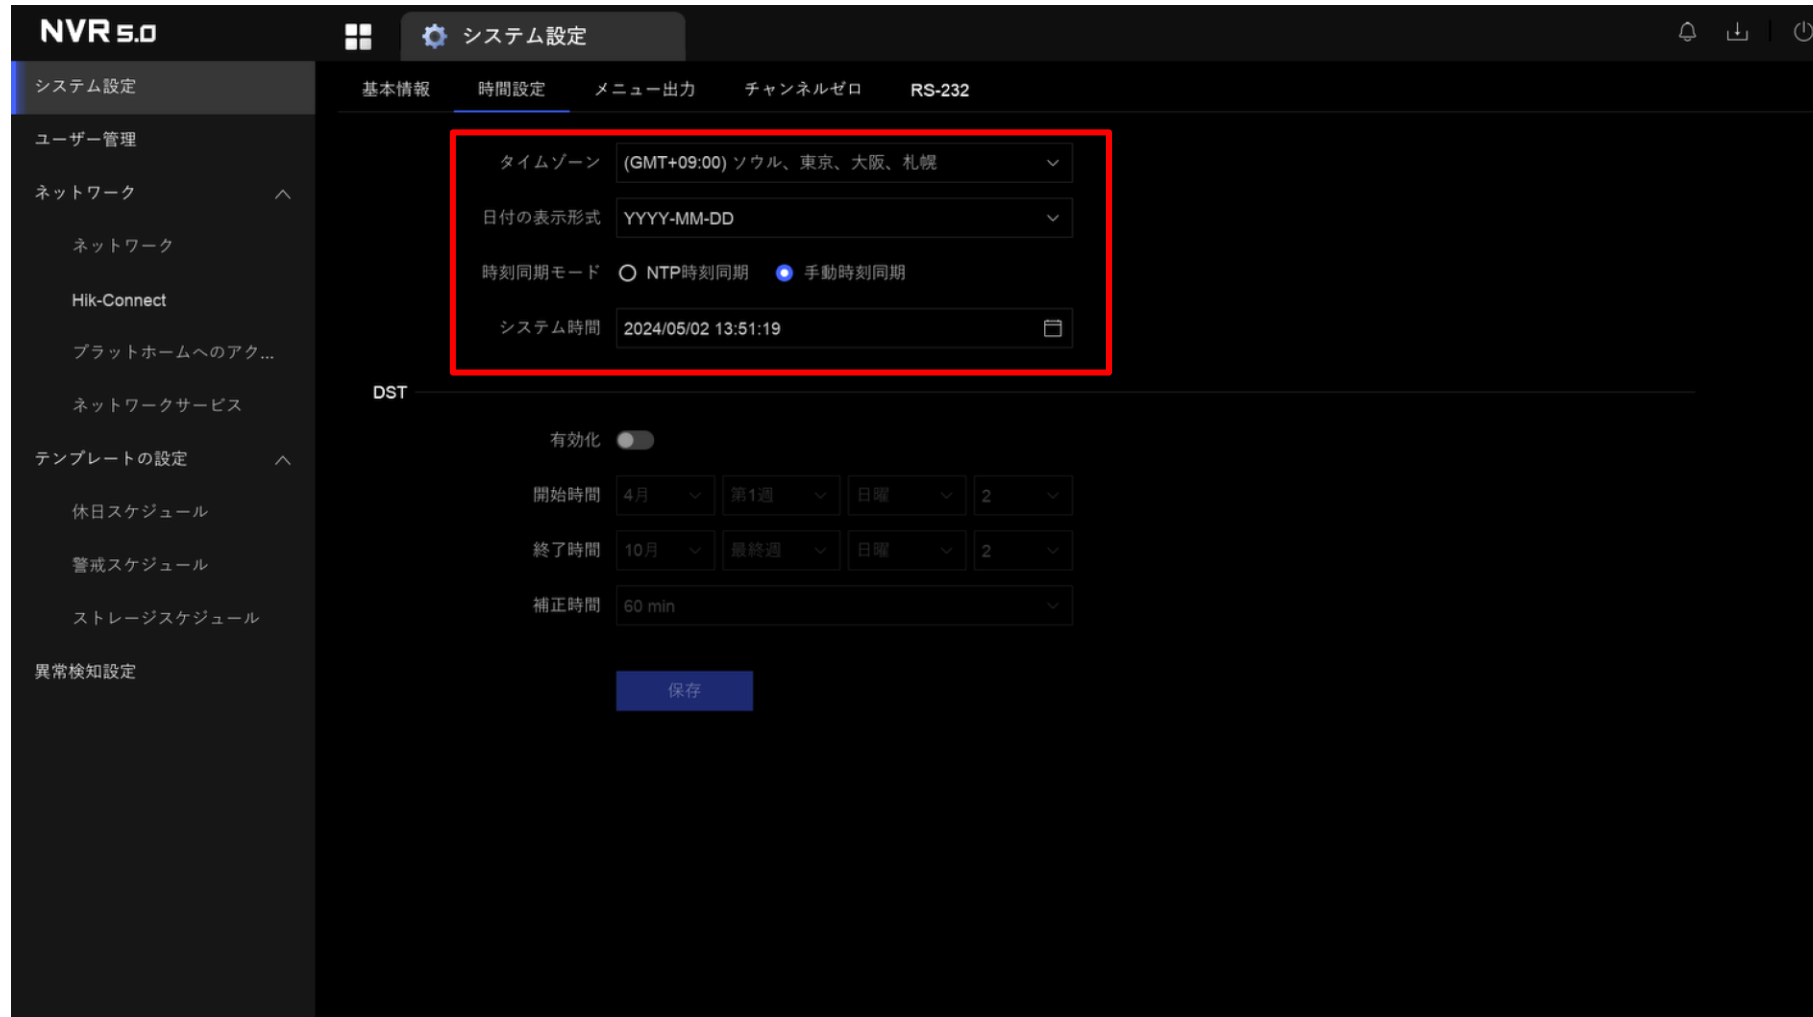 NVR 5.0
システム設定
システム設定
ユーザー管理
ネットワーク
ネットワーク
Hik-Connect
プラットホームへのアク...
ネットワークサービス
テンプレートの設定
休日スケジュール
警戒スケジュール
ストレージスケジュール
異常検知設定
基本情報 時間設定 メニュー出力 チャンネルゼロ RS-232
タイムゾーン (GMT+09:00) ソウル、東京、大阪、札幌
日付の表示形式 YYYY-MM-DD
時刻同期モード NTP時刻同期 手動時刻同期
システム時間 2024/05/02 13:51:19
DST
有効化
開始時間 4月 第1週 日曜 2
終了時間 10月 最終週 日曜 2
補正時間 60 min
保存